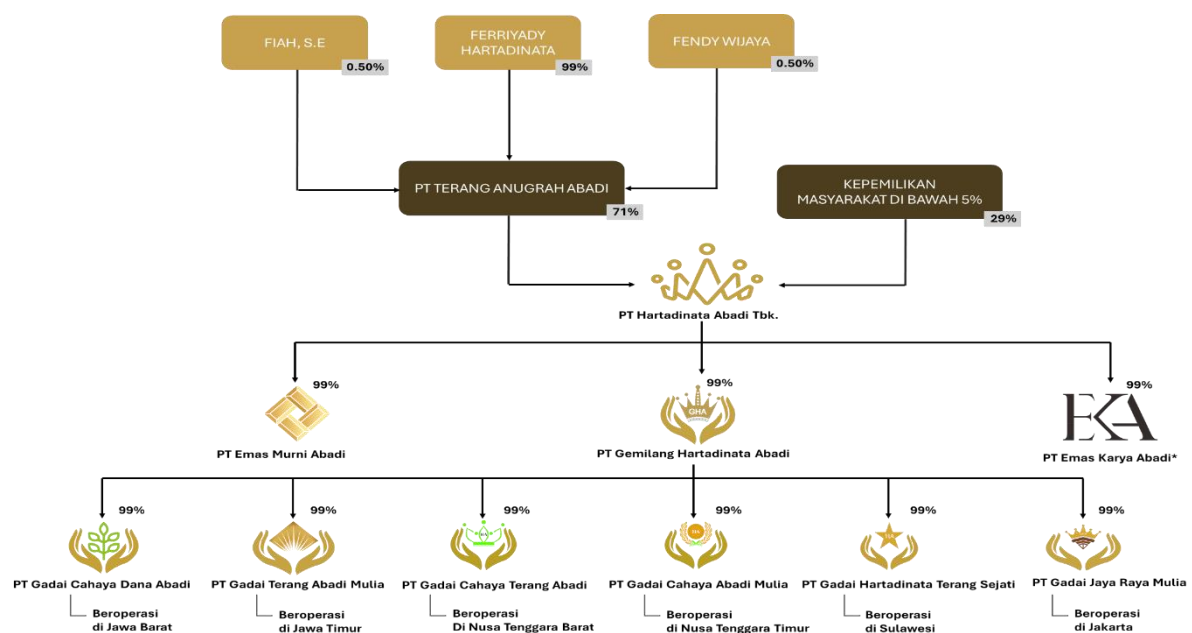 FIAH, S.E
0.50%
FERRIYADY
HARTADINATA
99%
FENDY WIJAYA
0.50%
PT TERANG ANUGRAH ABADI
71%
KEPEMILIKAN
MASYARAKAT DI BAWAH 5%
29%
PT Hartadinata Abadi Tbk.
99%
PT Emas Murni Abadi
99%
GHA
PT Gemilang Hartadinata Abadi
99%
EKA
PT Emas Karya Abadi*
99%
PT Gadai Cahaya Dana Abadi
Beroperasi
di Jawa Barat
99%
PT Gadai Terang Abadi Mulia
Beroperasi
di Jawa Timur
99%
PT Gadai Cahaya Terang Abadi
Beroperasi
Di Nusa Tenggara Barat
99%
PT Gadai Cahaya Abadi Mulia
Beroperasi
di Nusa Tenggara Timur
99%
PT Gadai Hartadinata Terang Sejati
Beroperasi
di Sulawesi
99%
PT Gadai Jaya Raya Mulia
Beroperasi
di Jakarta